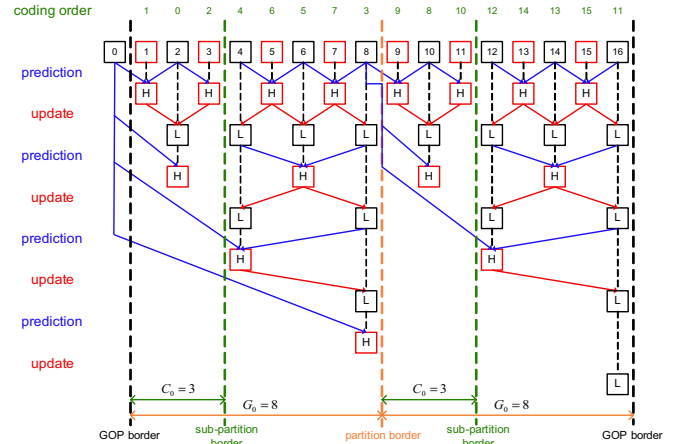 coding order 1 0 2 4 6 5 7 3 9 8 10 12 14 13 15 11
0 1 2 3 4 5 6 7 8 9 10 11 12 13 14 15 16
prediction
H H H H H H H H
update
L L L L L L L L
prediction
H H H H
update
L L L L
prediction
H H
update
L L
prediction
H
update
L
C₀ = 3 C₀ = 3
G₀ = 8 G₀ = 8
GOP border sub-partition border partition border sub-partition border GOP border